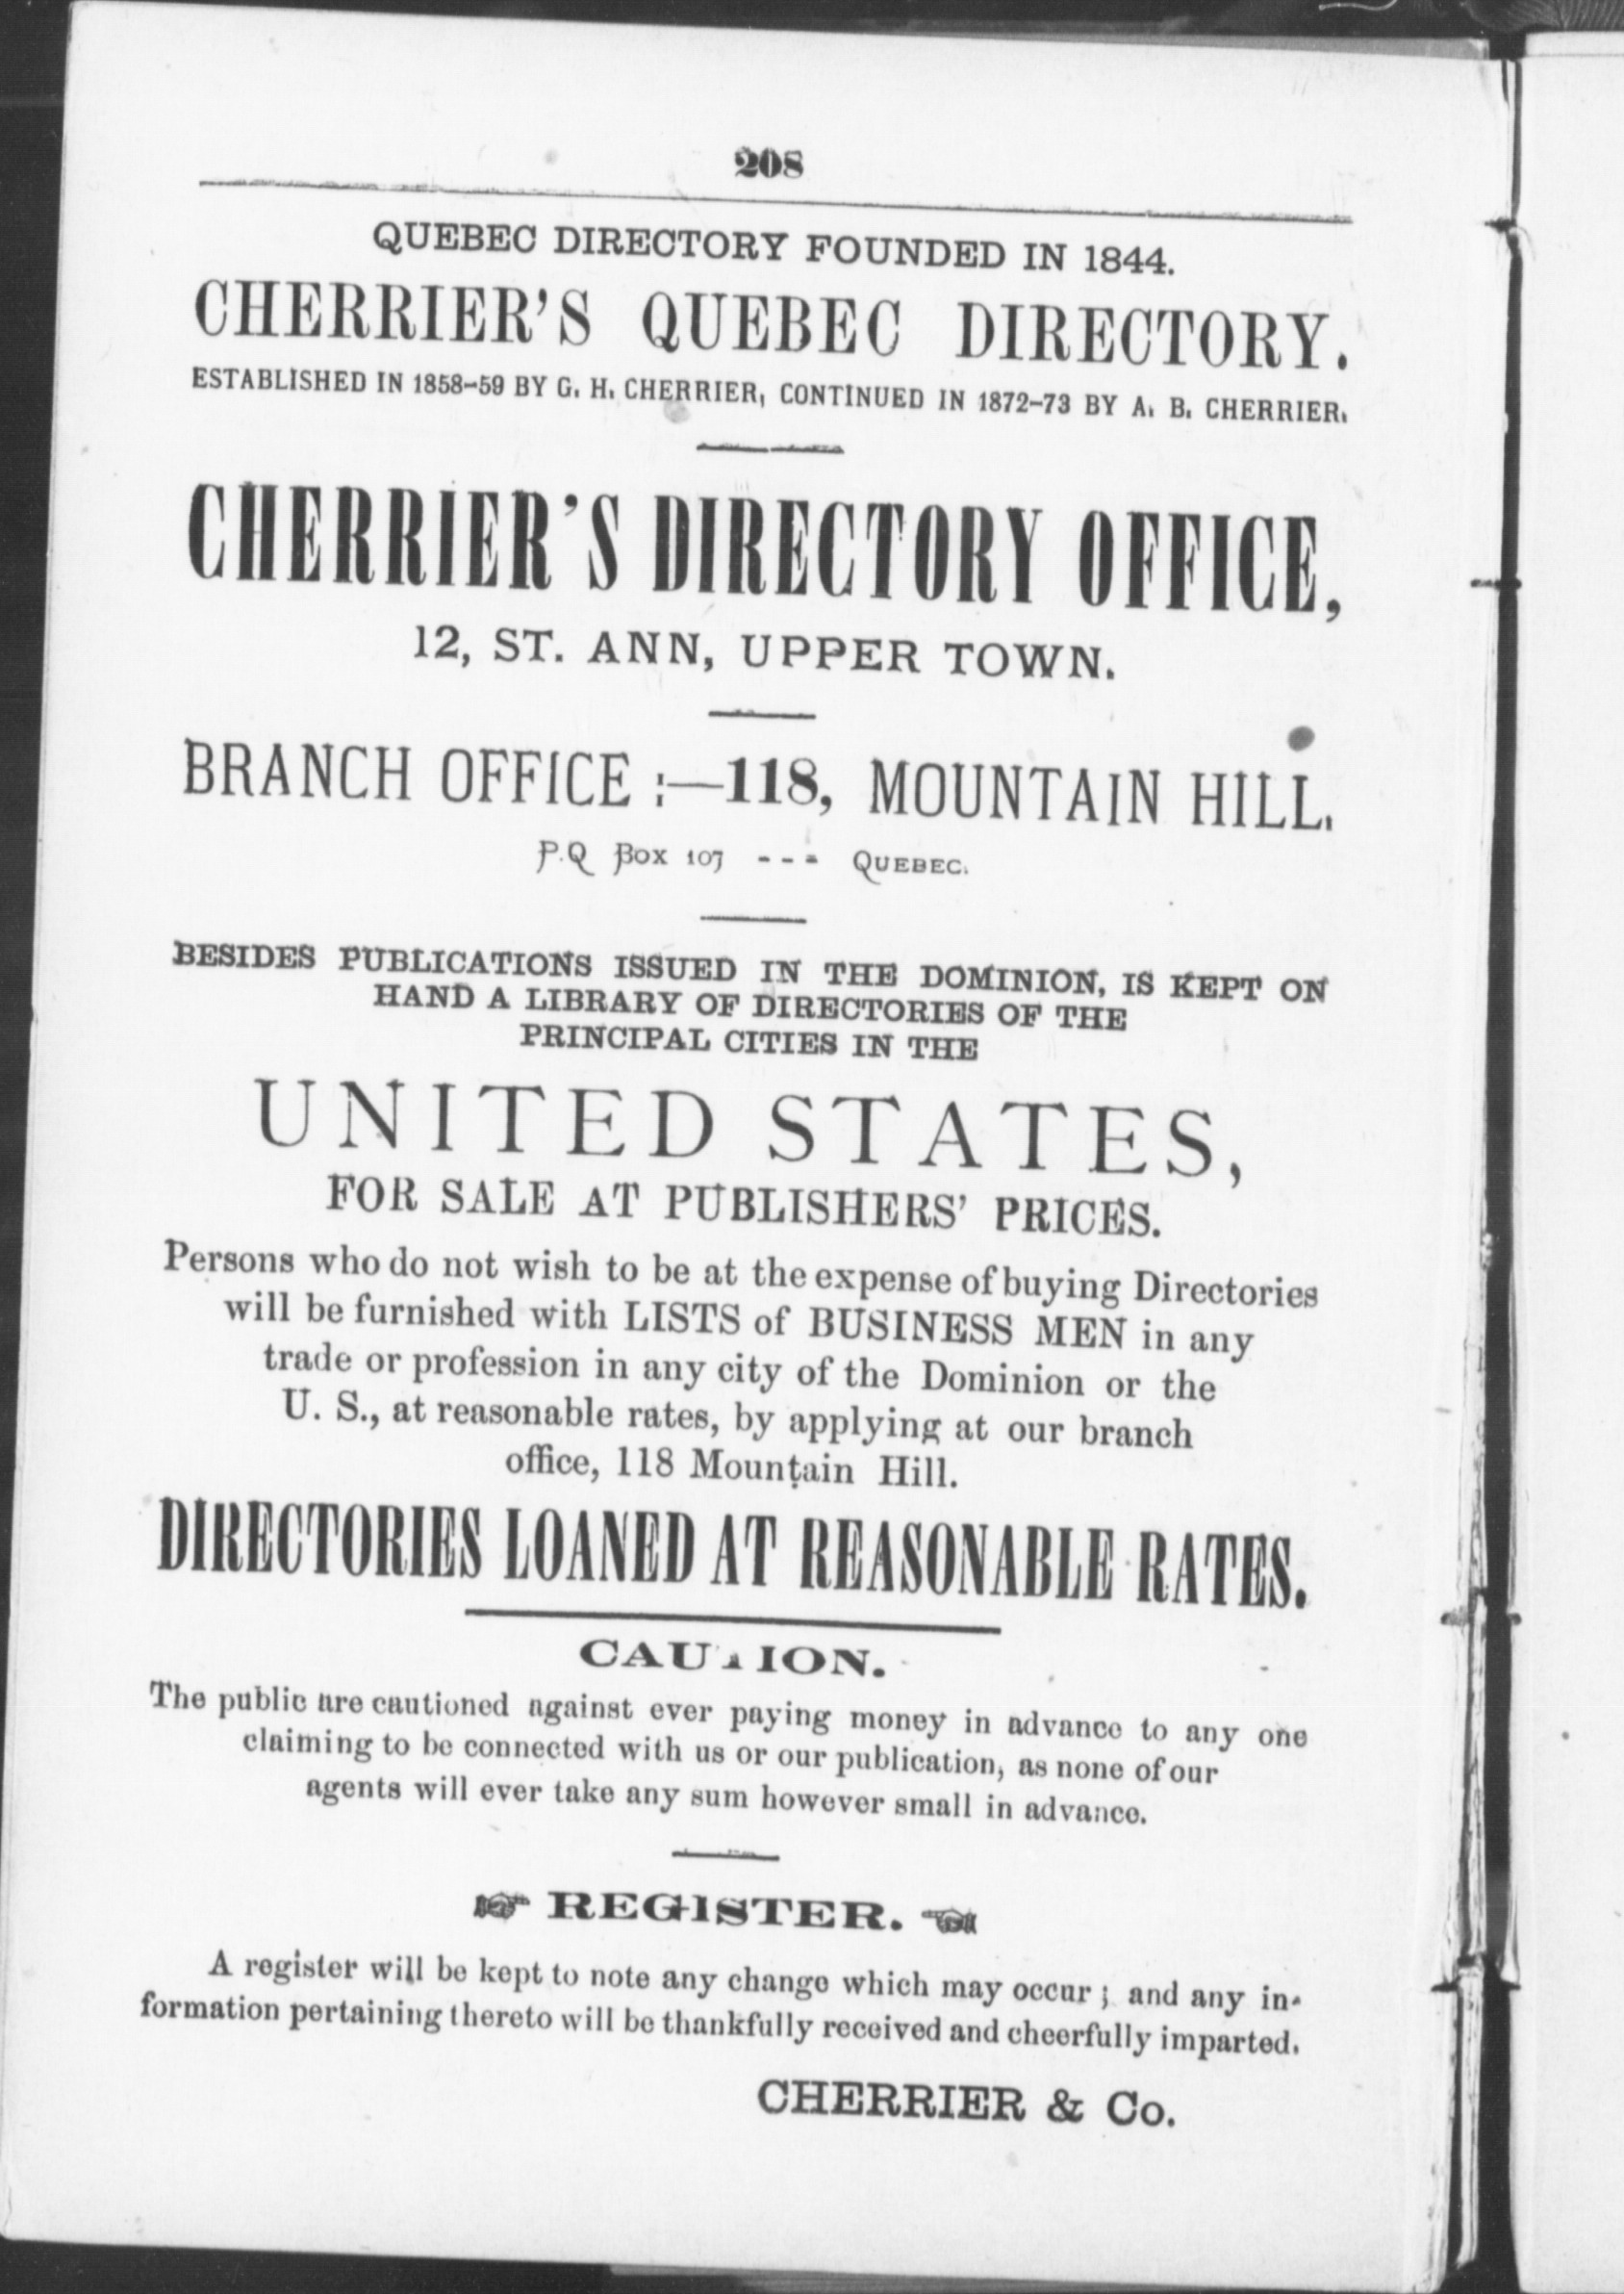 208
QUEBEC DIRECTORY FOUNDED IN 1844.
CHERRIER'S QUEBEC DIRECTORY.
ESTABLISHED IN 1858-59 BY G. H. CHERRIER, CONTINUED IN 1872-73 BY A. B. CHERRIER.
CHERRIER'S DIRECTORY OFFICE,
12, ST. ANN, UPPER TOWN.
BRANCH OFFICE :—118, MOUNTAIN HILL.
P.Q Box 107 - - - QUEBEC.
BESIDES PUBLICATIONS ISSUED IN THE DOMINION, IS KEPT ON
HAND A LIBRARY OF DIRECTORIES OF THE
PRINCIPAL CITIES IN THE
UNITED STATES,
FOR SALE AT PUBLISHERS' PRICES.
Persons who do not wish to be at the expense of buying Directories
will be furnished with LISTS of BUSINESS MEN in any
trade or profession in any city of the Dominion or the
U. S., at reasonable rates, by applying at our branch
office, 118 Mountain Hill.
DIRECTORIES LOANED AT REASONABLE RATES.
CAUTION.
The public are cautioned against ever paying money in advance to any one
claiming to be connected with us or our publication, as none of our
agents will ever take any sum however small in advance.
☞ REGISTER. ☜
A register will be kept to note any change which may occur ; and any in-
formation pertaining thereto will be thankfully received and cheerfully imparted.
CHERRIER & Co.